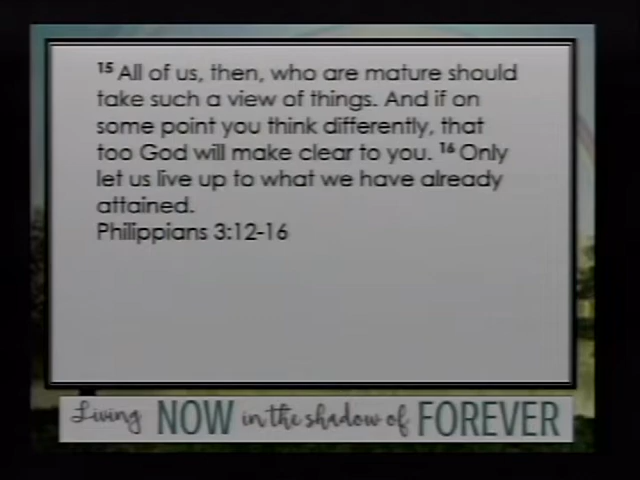 15 All of us, then, who are mature should
take such a view of things. And if on
some point you think differently, that
too God will make clear to you. 16 Only
let us live up to what we have already
attained.
Philippians 3:12-16
Living NOW in the shadow of FOREVER